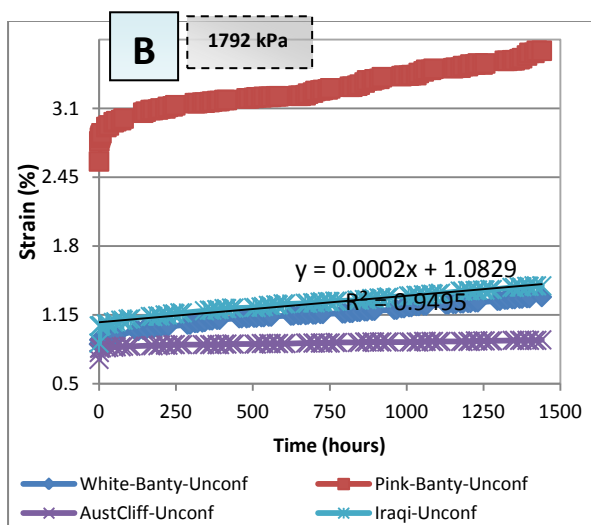 B
1792 kPa
3.1
2.45
1.8
1.15
0.5
Strain (%)
y = 0.0002x + 1.0829
R² = 0.9495
0 250 500 750 1000 1250 1500
Time (hours)
White-Banty-Unconf Pink-Banty-Unconf
AustCliff-Unconf Iraqi-Unconf